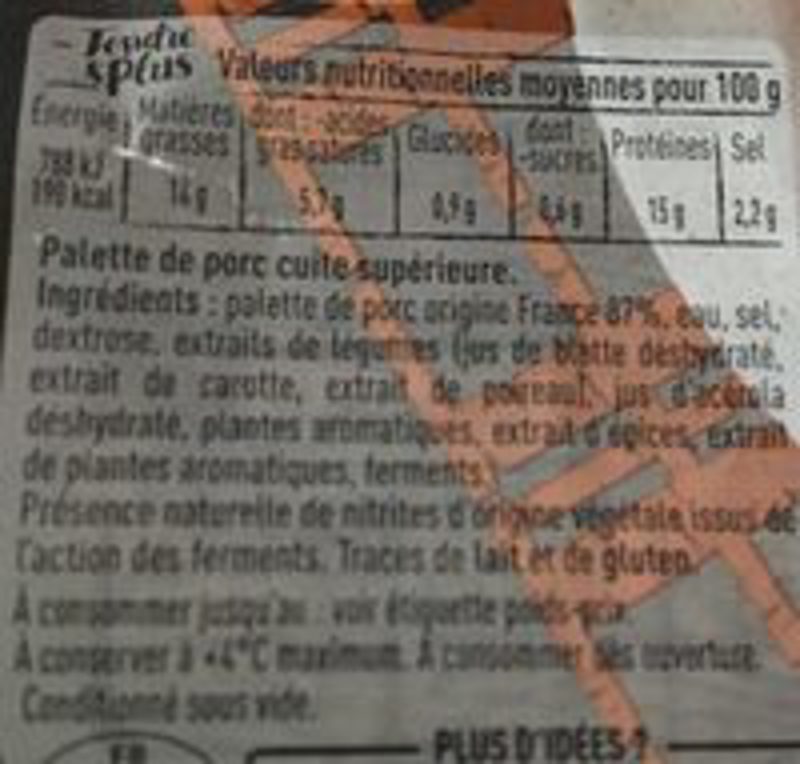 Tendre
& plus Valeurs nutritionnelles moyennes pour 100 g
Énergie Matières grasses dont : -acides gras saturés Glucides dont : -sucres Protéines Sel
788 kJ
190 kcal 14 g 5,7 g 0,9 g 0,6 g 15 g 2,2 g
Palette de porc cuite supérieure.
Ingrédients : palette de porc origine France 87%, eau, sel,
dextrose, extraits de légumes (jus de blette déshydraté,
extrait de carotte, extrait de poireau), jus d'acérola
déshydraté, plantes aromatiques, extrait d'épices, extrait
de plantes aromatiques, ferments.
Présence naturelle de nitrites d'origine végétale issus de
l'action des ferments. Traces de lait et de gluten.
À consommer jusqu'au : voir étiquette poids-prix.
À conserver à +4°C maximum. À consommer dès ouverture.
Conditionné sous vide.
FR
PLUS D'IDÉES ?